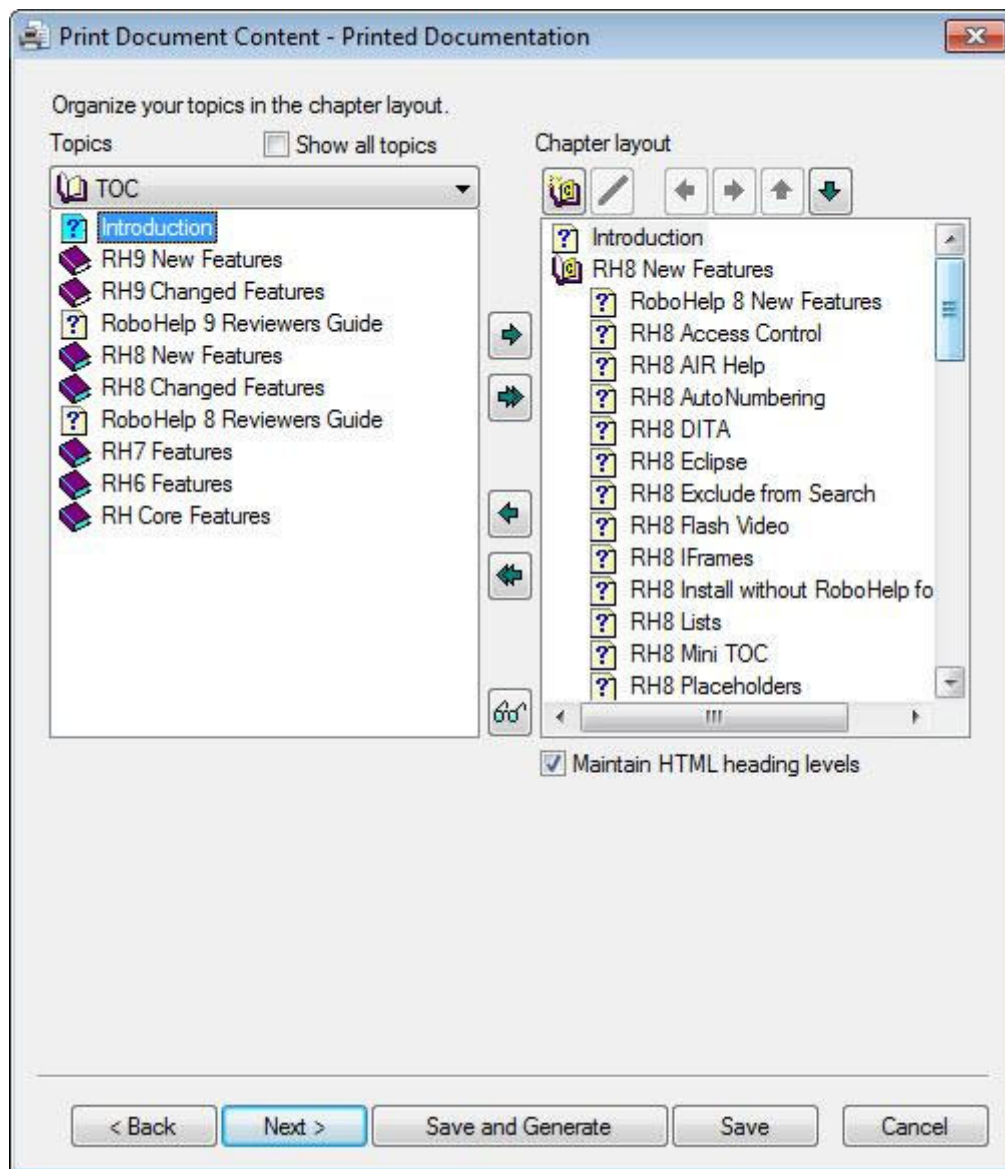 Print Document Content - Printed Documentation
Organize your topics in the chapter layout.
Topics
Show all topics
Chapter layout
TOC
Introduction
RH9 New Features
RH9 Changed Features
RoboHelp 9 Reviewers Guide
RH8 New Features
RH8 Changed Features
RoboHelp 8 Reviewers Guide
RH7 Features
RH6 Features
RH Core Features
Introduction
RH8 New Features
RoboHelp 8 New Features
RH8 Access Control
RH8 AIR Help
RH8 AutoNumbering
RH8 DITA
RH8 Eclipse
RH8 Exclude from Search
RH8 Flash Video
RH8 IFrames
RH8 Install without RoboHelp fo
RH8 Lists
RH8 Mini TOC
RH8 Placeholders
Maintain HTML heading levels
< Back
Next >
Save and Generate
Save
Cancel